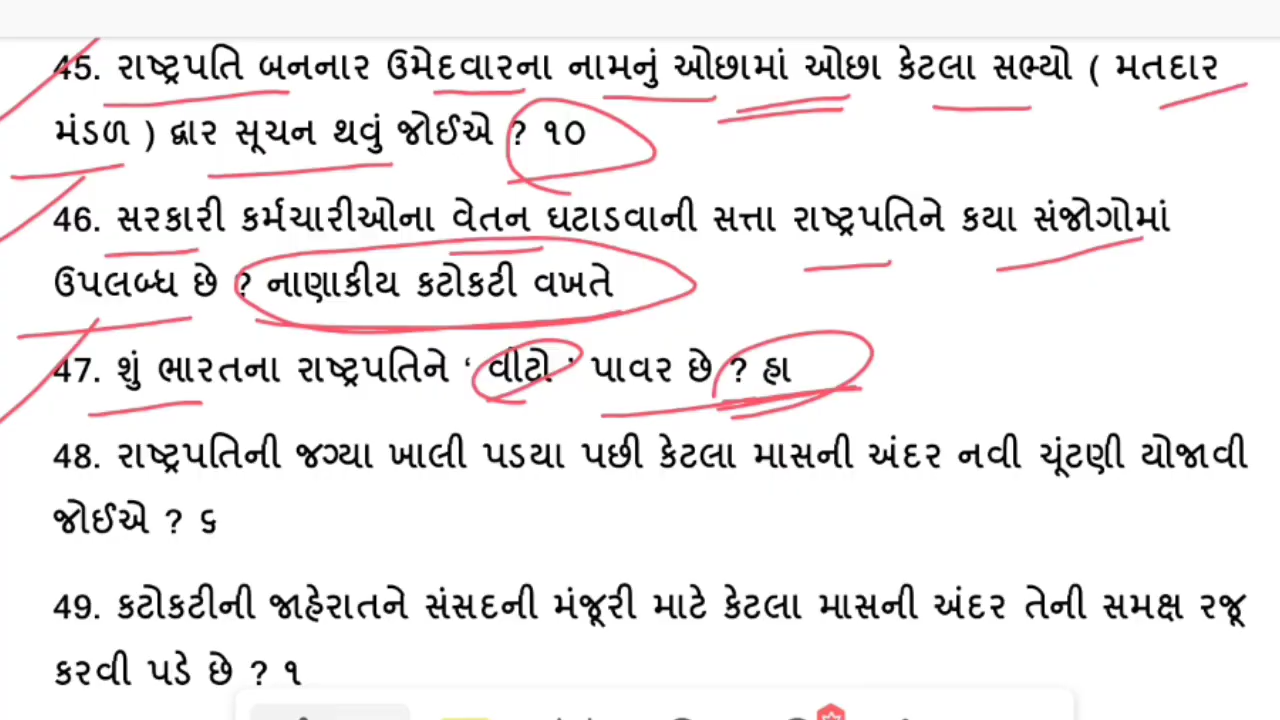 45. રાષ્ટ્રપતિ બનનાર ઉમેદવારના નામનું ઓછામાં ઓછા કેટલા સભ્યો ( મતદાર
મંડળ ) દ્વાર સૂચન થવું જોઈએ ? ૧૦
46. સરકારી કર્મચારીઓના વેતન ઘટાડવાની સત્તા રાષ્ટ્રપતિને કયા સંજોગોમાં
ઉપલબ્ધ છે ? નાણાકીય કટોકટી વખતે
47. શું ભારતના રાષ્ટ્રપતિને ‘ વીટો ’ પાવર છે ? હા
48. રાષ્ટ્રપતિની જગ્યા ખાલી પડયા પછી કેટલા માસની અંદર નવી ચૂંટણી યોજાવી
જોઈએ ? ૬
49. કટોકટીની જાહેરાતને સંસદની મંજૂરી માટે કેટલા માસની અંદર તેની સમક્ષ રજૂ
કરવી પડે છે ? ૧